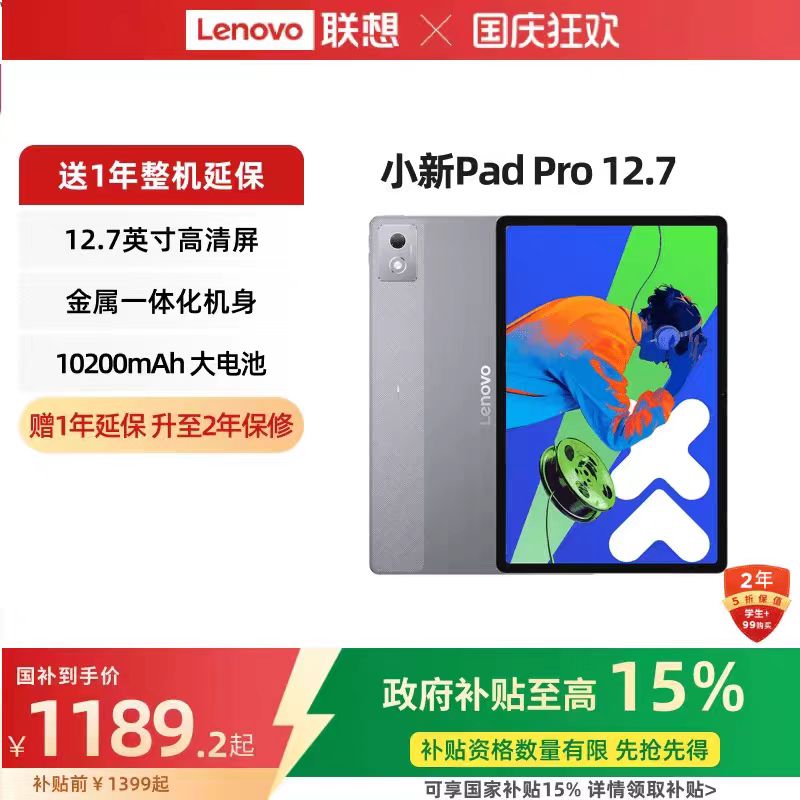 Lenovo 联想 × 国庆狂欢
送1年整机延保
12.7英寸高清屏
金属一体化机身
10200mAh 大电池
赠1年延保 升至2年保修
小新Pad Pro 12.7
Lenovo
2年
5折保值
学生+
99购买
国补到手价
¥1189.2起
补贴前¥1399起
政府补贴至高 15%
补贴资格数量有限 先抢先得
可享国家补贴15% 详情领取补贴>